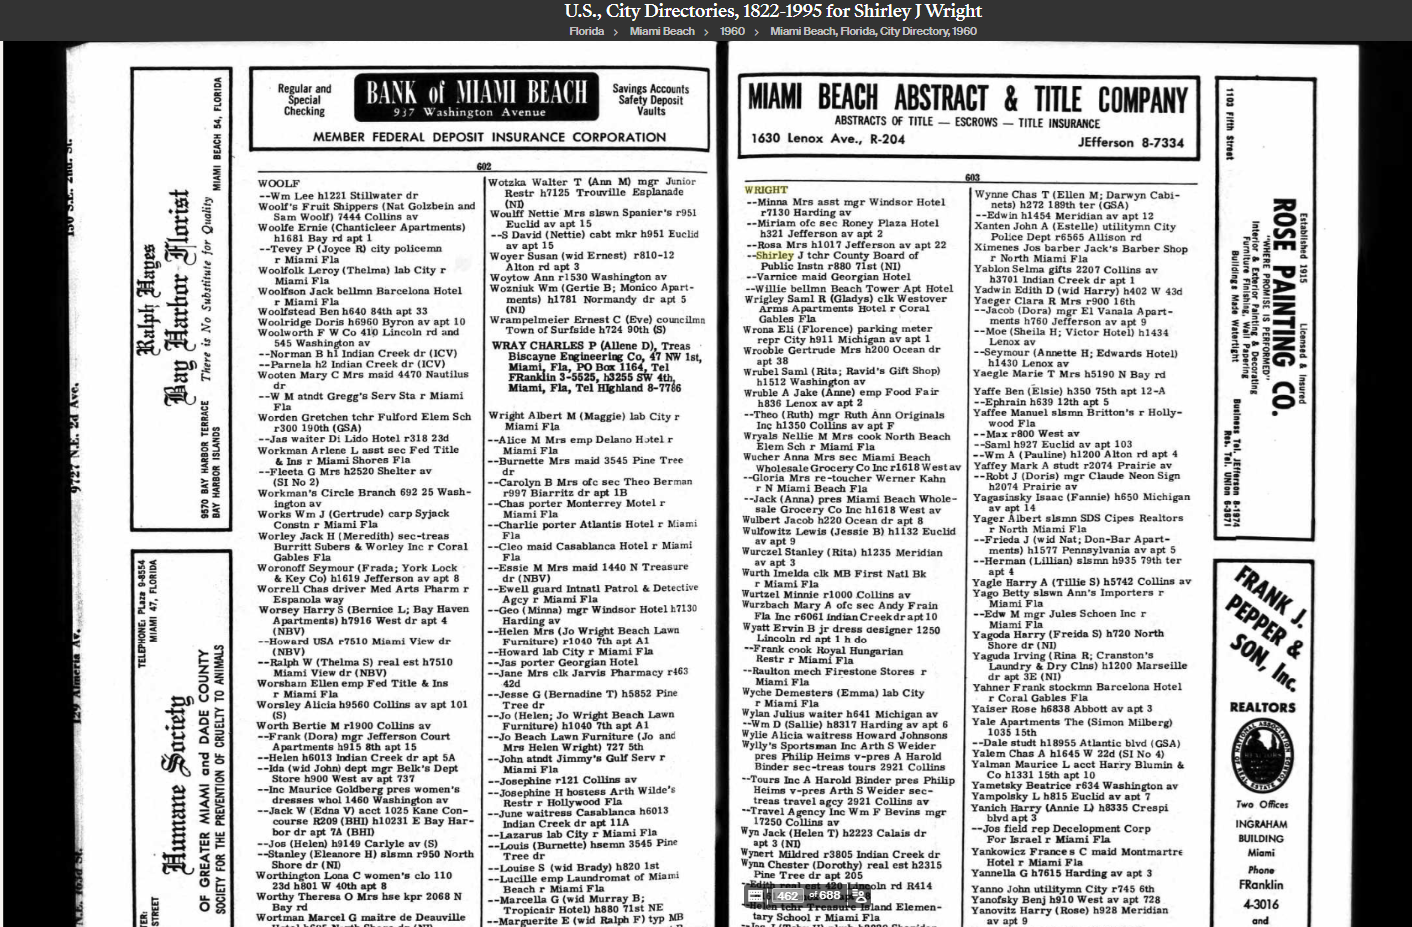 U.S., City Directories, 1822-1995 for Shirley J Wright
Florida > Miami Beach > 1960 > Miami Beach, Florida, City Directory, 1960
150 S.E. 2nd. St.
9727 N.E. 2d Ave.
129 Almeria Av.
Ralph Hayes
Bay Harbor Florist
There is No Substitute for Quality
9570 BAY HARBOR TERRACE
BAY HARBOR ISLANDS
MIAMI BEACH 54, FLORIDA
TELEPHONE: PLaza 9-8554
MIAMI 47, FLORIDA
Humane Society
OF GREATER MIAMI and DADE COUNTY
SOCIETY FOR THE PREVENTION OF CRUELTY TO ANIMALS
Regular and
Special
Checking
BANK of MIAMI BEACH
937 Washington Avenue
Savings Accounts
Safety Deposit
Vaults
MEMBER FEDERAL DEPOSIT INSURANCE CORPORATION
602
WOOLF
--Wm Lee h1221 Stillwater dr
Woolf's Fruit Shippers (Nat Golzbein and
Sam Woolf) 7444 Collins av
Woolfe Ernie (Chanticleer Apartments)
h1681 Bay rd apt 1
--Tevey P (Joyce R) city policemn
r Miami Fla
Woolfolk Leroy (Thelma) lab City r
Miami Fla
Woolfson Jack bellmn Barcelona Hotel
r Miami Fla
Woolfstead Ben h640 84th apt 33
Woolridge Doris h6960 Byron av apt 10
Woolworth F W Co 410 Lincoln rd and
545 Washington av
--Norman B h1 Indian Creek dr (ICV)
--Parnela h2 Indian Creek dr (ICV)
Wooten Mary C Mrs maid 4470 Nautilus
dr
--W M atndt Gregg's Serv Sta r Miami
Fla
Worden Gretchen tchr Fulford Elem Sch
r300 190th (GSA)
--Jas waiter Di Lido Hotel r318 23d
Workman Arlene L asst sec Fed Title
& Ins r Miami Shores Fla
--Fleeta G Mrs h2520 Shelter av
(SI No 2)
Workman's Circle Branch 692 25 Wash-
ington av
Works Wm J (Gertrude) carp Syjack
Constn r Miami Fla
Worley Jack H (Meredith) sec-treas
Burritt Subers & Worley Inc r Coral
Gables Fla
Woronoff Seymour (Frada; York Lock
& Key Co) h1619 Jefferson av apt 8
Worrell Chas driver Med Arts Pharm r
Espanola way
Worsey Harry S (Bernice L; Bay Haven
Apartments) h7916 West dr apt 4
(NBV)
--Howard USA r7510 Miami View dr
(NBV)
--Ralph W (Thelma S) real est h7510
Miami View dr (NBV)
Worsham Ellen emp Fed Title & Ins
r Miami Fla
Worsley Alicia h9560 Collins av apt 101
(S)
Worth Bertie M r1900 Collins av
--Frank (Dora) mgr Jefferson Court
Apartments h915 8th apt 15
--Helen h6013 Indian Creek dr apt 5A
--Ida (wid John) dept mgr Belk's Dept
Store h900 West av apt 737
--Inc Maurice Goldberg pres women's
dresses whol 1460 Washington av
--Jack W (Edna V) acct 1025 Kane Con-
course R209 (BHI) h10231 E Bay Har-
bor dr apt 7A (BHI)
--Jos (Helen) h9149 Carlyle av (S)
--Stanley (Eleanore H) slsmn r950 North
Shore dr (NI)
Worthington Lona C women's clo 110
23d h801 W 40th apt 8
Worthy Theresa O Mrs hse kpr 2068 N
Bay rd
Wortman Marcel G maitre de Deauville
Wotzka Walter T (Ann M) mgr Junior
Restr h7125 Trouville Esplanade
(NI)
Woulff Nettie Mrs slswn Spanier's r951
Euclid av apt 15
--S David (Nettie) cabt mkr h951 Euclid
av apt 15
Woyer Susan (wid Ernest) r810-12
Alton rd apt 3
Woytow Ann r1530 Washington av
Wozniuk Wm (Gertie B; Monico Apart-
ments) h1781 Normandy dr apt 5
(NI)
Wrampelmeier Ernest C (Eve) councilmn
Town of Surfside h724 90th (S)
WRAY CHARLES P (Allene D), Treas
Biscayne Engineering Co, 47 NW 1st,
Miami, Fla, PO Box 1164, Tel
FRanklin 3-5525, h3255 SW 4th,
Miami, Fla, Tel HIghland 8-7786
Wright Albert M (Maggie) lab City r
Miami Fla
--Alice M Mrs emp Delano Hotel r
Miami Fla
--Burnette Mrs maid 3545 Pine Tree
dr
--Carolyn B Mrs ofc sec Theo Berman
r997 Biarritz dr apt 1B
--Chas porter Monterrey Motel r
Miami Fla
--Charlie porter Atlantis Hotel r Miami
Fla
--Cleo maid Casablanca Hotel r Miami
Fla
--Essie M Mrs maid 1440 N Treasure
dr (NBV)
--Ewell guard Intnatl Patrol & Detective
Agcy r Miami Fla
--Geo (Minna) mgr Windsor Hotel h7130
Harding av
--Helen Mrs (Jo Wright Beach Lawn
Furniture) r1040 7th apt A1
--Howard lab City r Miami Fla
--Jas porter Georgian Hotel
--Jane Mrs clk Jarvis Pharmacy r463
42d
--Jesse G (Bernadine T) h5852 Pine
Tree dr
--Jo (Helen; Jo Wright Beach Lawn
Furniture) h1040 7th apt A1
--Jo Beach Lawn Furniture (Jo and
Mrs Helen Wright) 727 5th
--John atndt Jimmy's Gulf Serv r
Miami Fla
--Josephine r121 Collins av
--Josephine H hostess Arth Wilde's
Restr r Hollywood Fla
--June waitress Casablanca h6013
Indian Creek dr apt 11A
--Lazarus lab City r Miami Fla
--Louis (Burnette) hsemn 3545 Pine
Tree dr
--Louise S (wid Brady) h820 1st
--Lucille emp Laundromat of Miami
Beach r Miami Fla
--Marcella G (wid Murray B;
Tropicair Hotel) h880 71st NE
--Marguerite E (wid Ralph F) typ MB
MIAMI BEACH ABSTRACT & TITLE COMPANY
ABSTRACTS OF TITLE — ESCROWS — TITLE INSURANCE
1630 Lenox Ave., R-204
JEfferson 8-7334
603
WRIGHT
--Minna Mrs asst mgr Windsor Hotel
r7130 Harding av
--Miriam ofc sec Roney Plaza Hotel
h321 Jefferson av apt 2
--Rosa Mrs h1017 Jefferson av apt 22
--Shirley J tchr County Board of
Public Instn r880 71st (NI)
--Varnice maid Georgian Hotel
--Willie bellmn Beach Tower Apt Hotel
Wrigley Saml R (Gladys) clk Westover
Arms Apartments Hotel r Coral
Gables Fla
Wrona Eli (Florence) parking meter
repr City h911 Michigan av apt 1
Wrooble Gertrude Mrs h200 Ocean dr
apt 38
Wrubel Saml (Rita; Ravid's Gift Shop)
h1512 Washington av
Wruble A Jake (Anne) emp Food Fair
h836 Lenox av apt 2
--Theo (Ruth) mgr Ruth Ann Originals
Inc h1350 Collins av apt F
Wryals Nellie M Mrs cook North Beach
Elem Sch r Miami Fla
Wucher Anna Mrs sec Miami Beach
Wholesale Grocery Co Inc r1618 West av
--Gloria Mrs re-toucher Werner Kahn
r N Miami Beach Fla
--Jack (Anna) pres Miami Beach Whole-
sale Grocery Co Inc h1618 West av
Wulbert Jacob h220 Ocean dr apt 8
Wulfowitz Lewis (Jessie B) h1132 Euclid
av apt 9
Wurczel Stanley (Rita) h1235 Meridian
av apt 3
Wurth Imelda clk MB First Natl Bk
r Miami Fla
Wurtzel Minnie r1000 Collins av
Wurzbach Mary A ofc sec Andy Frain
Fla Inc r6061 Indian Creek dr apt 10
Wyatt Ervin B jr dress designer 1250
Lincoln rd apt 1 h do
--Frank cook Royal Hungarian
Restr r Miami Fla
--Raulton mech Firestone Stores r
Miami Fla
Wyche Demesters (Emma) lab City
r Miami Fla
Wylan Julius waiter h641 Michigan av
--Wm D (Sallie) h8317 Harding av apt 6
Wylie Alicia waitress Howard Johnsons
Wylly's Sportsman Inc Arth S Weider
pres Philip Heims v-pres A Harold
Binder sec-treas tours 2921 Collins
--Tours Inc A Harold Binder pres Philip
Heims v-pres Arth S Weider sec-
treas travel agcy 2921 Collins av
--Travel Agency Inc Wm F Bevins mgr
17250 Collins av
Wyn Jack (Helen T) h2223 Calais dr
apt 3 (NI)
Wynert Mildred r3805 Indian Creek dr
Wynn Chester (Dorothy) real est h2315
Pine Tree dr apt 205
--Edith real est 420 Lincoln rd R414
462 of 688
--Helen tchr Treasure Island Elemen-
tary School r Miami Fla
Wynne Chas T (Ellen M; Darwyn Cabi-
nets) h272 189th ter (GSA)
--Edwin h1454 Meridian av apt 12
Xanten John A (Estelle) utilitymn City
Police Dept r6565 Allison rd
Ximenes Jos barber Jack's Barber Shop
r North Miami Fla
Yablon Selma gifts 2207 Collins av
h3701 Indian Creek dr apt 1
Yadwin Edith D (wid Harry) h402 W 43d
Yaeger Clara R Mrs r900 16th
--Jacob (Dora) mgr El Vanala Apart-
ments h760 Jefferson av apt 9
--Moe (Sheila H; Victor Hotel) h1434
Lenox av
--Seymour (Annette H; Edwards Hotel)
h1430 Lenox av
Yaegle Marie T Mrs h5190 N Bay rd
Yaffe Ben (Elsie) h350 75th apt 12-A
--Ephrain h639 12th apt 5
Yaffee Manuel slsmn Britton's r Holly-
wood Fla
--Max r800 West av
--Saml h927 Euclid av apt 103
--Wm A (Pauline) h1200 Alton rd apt 4
Yaffey Mark A studt r2074 Prairie av
--Robt J (Doris) mgr Claude Neon Sign
h2074 Prairie av
Yagasinsky Isaac (Fannie) h650 Michigan
av apt 14
Yager Albert slsmn SDS Cipes Realtors
r North Miami Fla
--Frieda J (wid Nat; Don-Bar Apart-
ments) h1577 Pennsylvania av apt 5
--Herman (Lillian) slsmn h935 79th ter
apt 4
Yagle Harry A (Tillie S) h5742 Collins av
Yago Betty slswn Ann's Importers r
Miami Fla
--Edw M mgr Jules Schoen Inc r
Miami Fla
Yagoda Harry (Freida S) h720 North
Shore dr (NI)
Yaguda Irving (Rina R; Cranston's
Laundry & Dry Clns) h1200 Marseille
dr apt 3E (NI)
Yahner Frank stockmn Barcelona Hotel
r Coral Gables Fla
Yaiser Rose h6838 Abbott av apt 3
Yale Apartments The (Simon Milberg)
1035 15th
--Dale studt h18955 Atlantic blvd (GSA)
Yalem Chas A h1645 W 22d (SI No 4)
Yalman Maurice L acct Harry Blumin &
Co h1331 15th apt 10
Yametsky Beatrice r634 Washington av
Yampolsky L h815 Euclid av apt 7
Yanich Harry (Annie L) h8335 Crespi
blvd apt 3
--Jos field rep Decelopment Corp
For Israel r Miami Fla
Yankowicz Frances C maid Montmartre
Hotel r Miami Fla
Yannella G h7615 Harding av apt 3
Yanno John utilitymn City r745 6th
Yanofsky Benj h910 West av apt 728
Yanovitz Harry (Rose) h928 Meridian
av apt 9
1103 Fifth Street
Established 1915
Licensed & Insured
ROSE PAINTING CO.
"WHERE PROMISE IS PERFORMED"
Interior & Exterior Painting & Decorating
Furniture Finishing, Wall Papering
Buildings Made Watertight
Business Tel. JEfferson 8-1974
Res. Tel. UNion 6-3871
FRANK J.
PEPPER &
SON, Inc.
REALTORS
Two Offices
INGRAHAM
BUILDING
Miami
Phone
FRanklin
4-3016
and